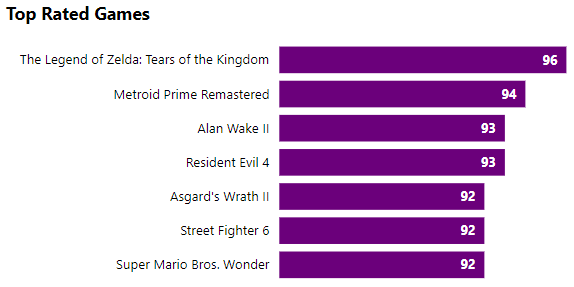 Top Rated Games
The Legend of Zelda: Tears of the Kingdom 96
Metroid Prime Remastered 94
Alan Wake II 93
Resident Evil 4 93
Asgard's Wrath II 92
Street Fighter 6 92
Super Mario Bros. Wonder 92